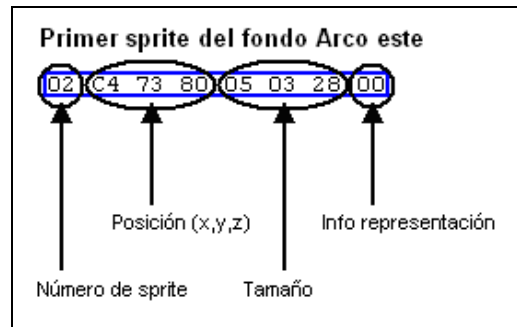 Primer sprite del fondo Arco este
02 C4 73 80 05 03 28 00
Posición (x,y,z) Info representación
Número de sprite Tamaño